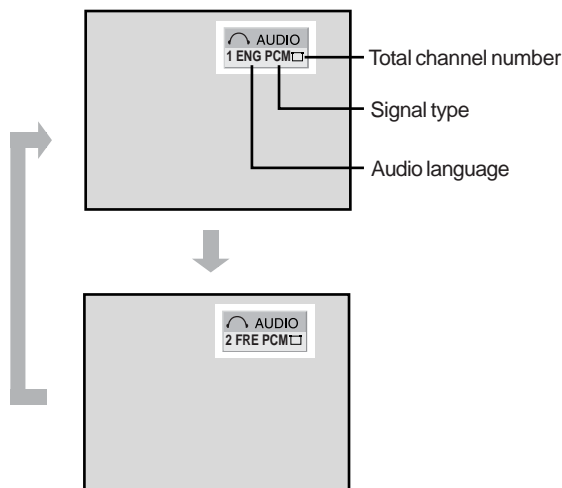 AUDIO
1 ENG PCM
Total channel number
Signal type
Audio language
AUDIO
2 FRE PCM